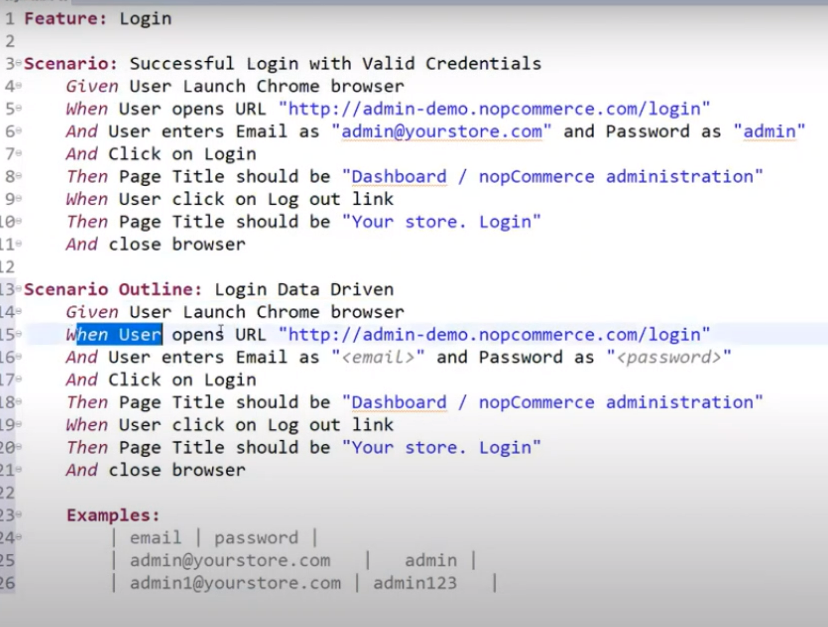 1 Feature: Login
2
3 Scenario: Successful Login with Valid Credentials
4 Given User Launch Chrome browser
5 When User opens URL "http://admin-demo.nopcommerce.com/login"
6 And User enters Email as "admin@yourstore.com" and Password as "admin"
7 And Click on Login
8 Then Page Title should be "Dashboard / nopCommerce administration"
9 When User click on Log out link
10 Then Page Title should be "Your store. Login"
11 And close browser
12
13 Scenario Outline: Login Data Driven
14 Given User Launch Chrome browser
15 When User opens URL "http://admin-demo.nopcommerce.com/login"
16 And User enters Email as "<email>" and Password as "<password>"
17 And Click on Login
18 Then Page Title should be "Dashboard / nopCommerce administration"
19 When User click on Log out link
20 Then Page Title should be "Your store. Login"
21 And close browser
22
23 Examples:
24 | email | password |
25 | admin@yourstore.com | admin |
26 | admin1@yourstore.com | admin123 |